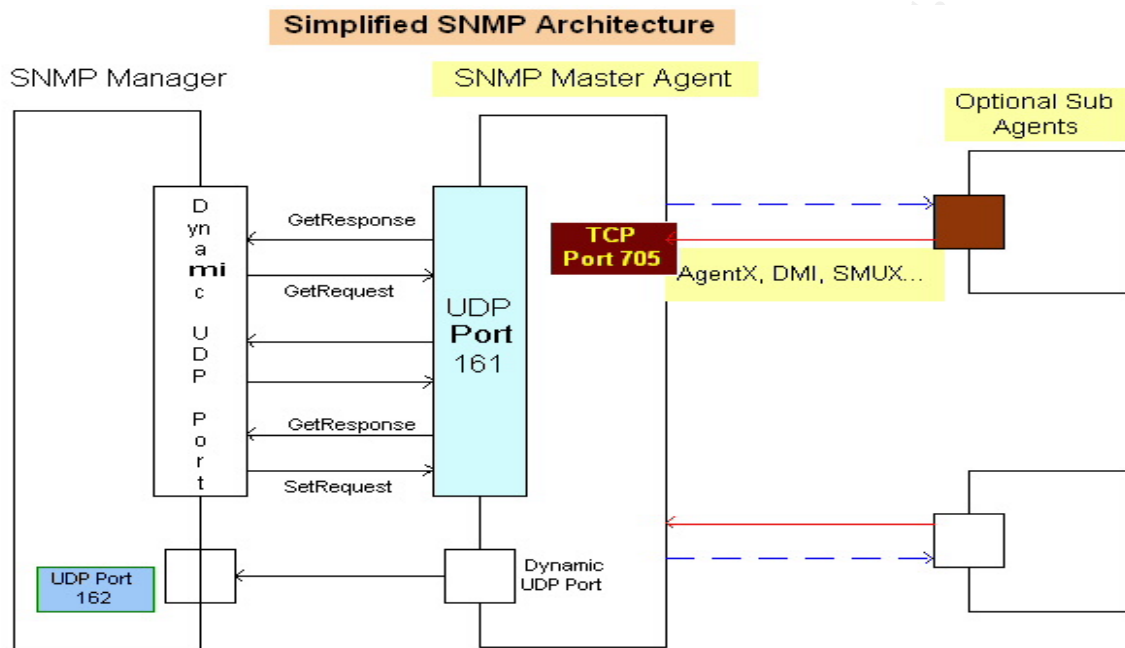 Simplified SNMP Architecture
SNMP Manager
SNMP Master Agent
Optional Sub
Agents
D
yn
a
mi
c
U
D
P
P
o
r
t
GetResponse
GetRequest
GetResponse
SetRequest
UDP
Port
161
TCP
Port 705
AgentX, DMI, SMUX...
UDP Port
162
Dynamic
UDP Port